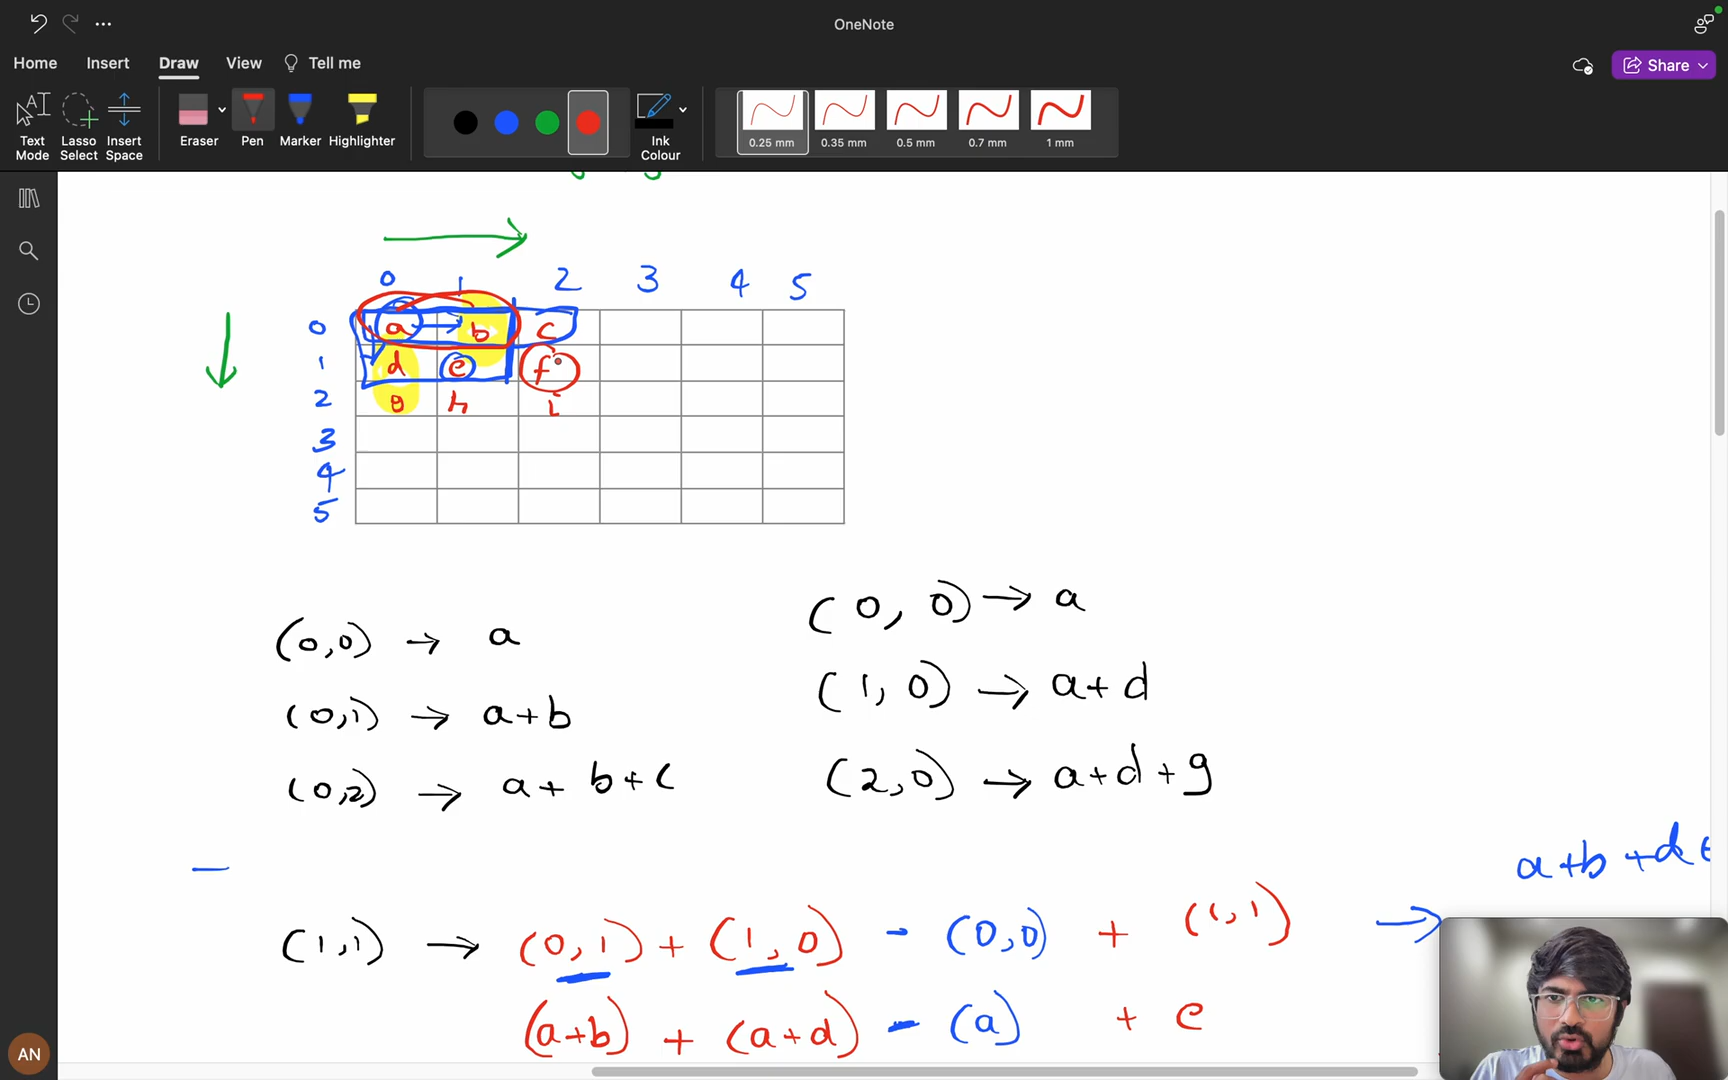 OneNote
Home Insert Draw View Tell me
Share
Text Mode
Lasso Select
Insert Space
Eraser
Pen
Marker
Highlighter
Ink Colour
0.25 mm
0.35 mm
0.5 mm
0.7 mm
1 mm
0 1 2 3 4 5
0 a b c
1 d e f
2 g h i
3
4
5
(0,0) → a
(0,1) → a+b
(0,2) → a+b+c
(0,0) → a
(1,0) → a+d
(2,0) → a+d+g
a+b+d
(1,1) → (0,1) + (1,0) - (0,0) + (1,1) →
(a+b) + (a+d) - (a) + e
AN